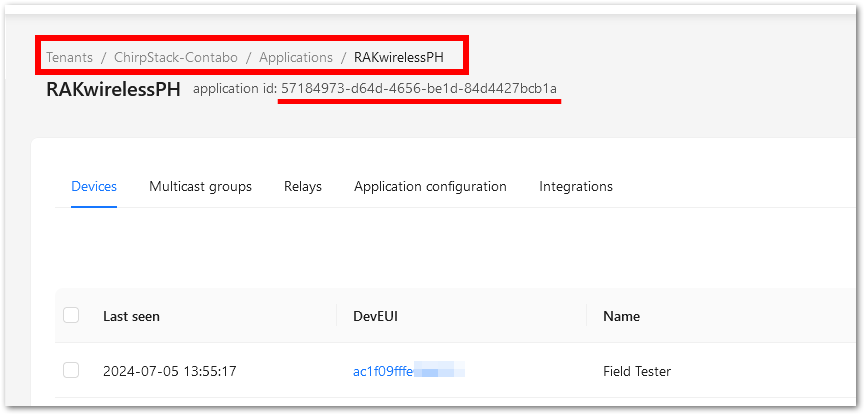 Tenants / ChirpStack-Contabo / Applications / RAKwirelessPH
RAKwirelessPH application id: 57184973-d64d-4656-be1d-84d4427bcb1a
Devices Multicast groups Relays Application configuration Integrations
Last seen DevEUI Name
2024-07-05 13:55:17 ac1f09fffe Field Tester